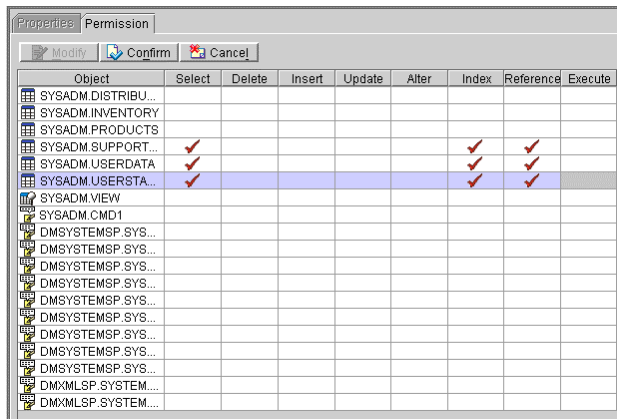 Properties Permission
Modify Confirm Cancel
Object Select Delete Insert Update Alter Index Reference Execute
SYSADM.DISTRIBU...
SYSADM.INVENTORY
SYSADM.PRODUCTS
SYSADM.SUPPORT...
SYSADM.USERDATA
SYSADM.USERSTA...
SYSADM.VIEW
SYSADM.CMD1
DMSYSTEMSP.SYS...
DMSYSTEMSP.SYS...
DMSYSTEMSP.SYS...
DMSYSTEMSP.SYS...
DMSYSTEMSP.SYS...
DMSYSTEMSP.SYS...
DMSYSTEMSP.SYS...
DMSYSTEMSP.SYS...
DMSYSTEMSP.SYS...
DMXMLSP.SYSTEM....
DMXMLSP.SYSTEM....